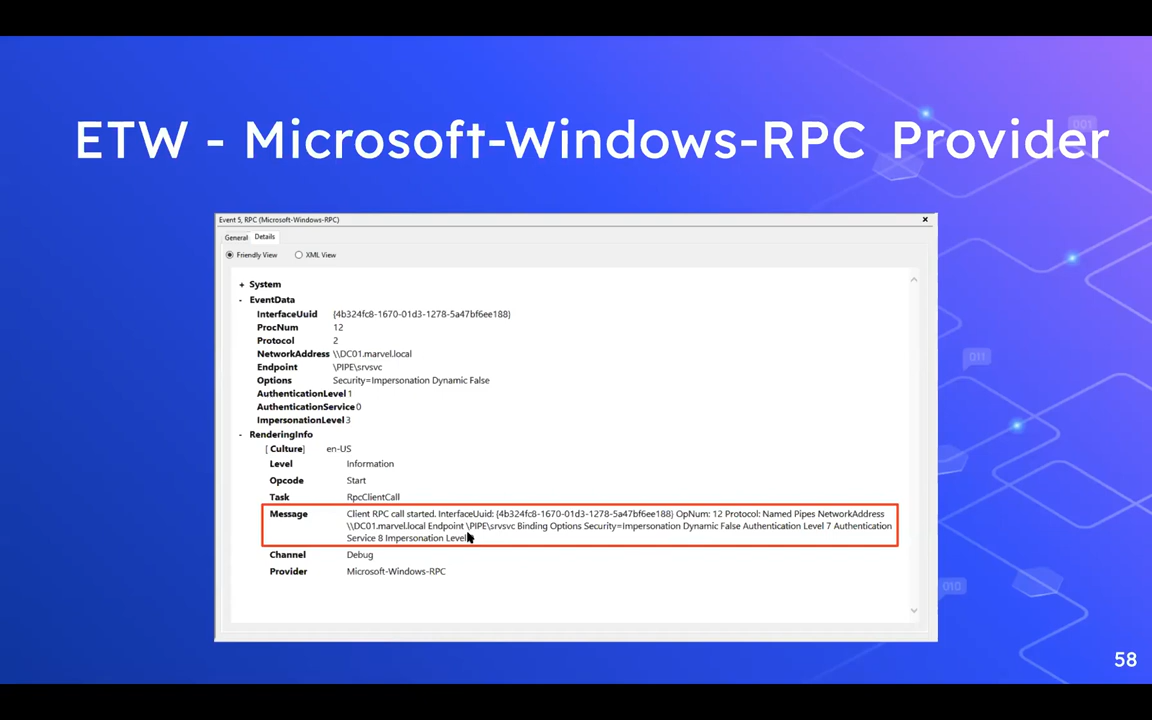 ETW - Microsoft-Windows-RPC Provider
Event 5, RPC (Microsoft-Windows-RPC)
General Details
Friendly View XML View
+ System
- EventData
InterfaceUuid {4b324fc8-1670-01d3-1278-5a47bf6ee188}
ProcNum 12
Protocol 2
NetworkAddress \\DC01.marvel.local
Endpoint \PIPE\srvsvc
Options Security=Impersonation Dynamic False
AuthenticationLevel 1
AuthenticationService 0
ImpersonationLevel 3
- RenderingInfo
[ Culture] en-US
Level Information
Opcode Start
Task RpcClientCall
Message Client RPC call started. InterfaceUuid: {4b324fc8-1670-01d3-1278-5a47bf6ee188} OpNum: 12 Protocol: Named Pipes NetworkAddress
\\DC01.marvel.local Endpoint \PIPE\srvsvc Binding Options Security=Impersonation Dynamic False Authentication Level 7 Authentication
Service 8 Impersonation Level
Channel Debug
Provider Microsoft-Windows-RPC
001
011
010
58